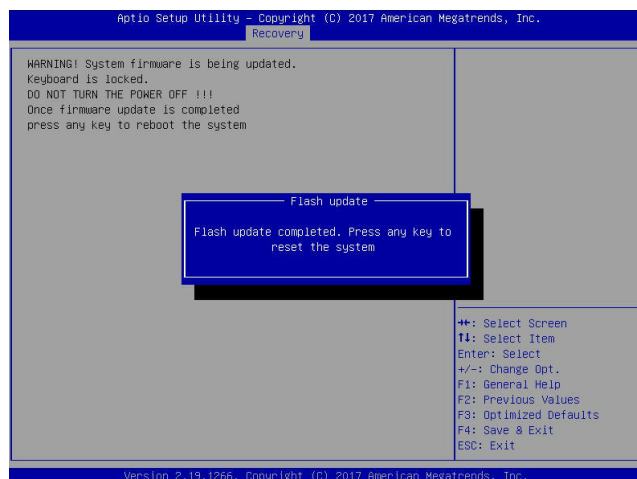 Aptio Setup Utility – Copyright (C) 2017 American Megatrends, Inc.
Recovery
WARNING! System firmware is being updated.
Keyboard is locked.
DO NOT TURN THE POWER OFF !!!
Once firmware update is completed
press any key to reboot the system
Flash update
Flash update completed. Press any key to
reset the system
→←: Select Screen
↑↓: Select Item
Enter: Select
+/-: Change Opt.
F1: General Help
F2: Previous Values
F3: Optimized Defaults
F4: Save & Exit
ESC: Exit
Version 2.19.1266. Copyright (C) 2017 American Megatrends, Inc.